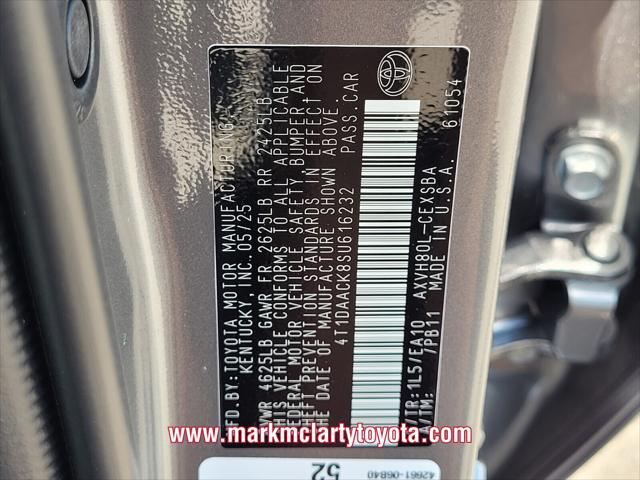 MFD.BY:TOYOTA MOTOR MANUFACTURING,
KENTUCKY, INC. 05/25
GVWR 4625LB GAWR FR 2625LB RR 2425LB
THIS VEHICLE CONFORMS TO ALL APPLICABLE
FEDERAL MOTOR VEHICLE SAFETY, BUMPER AND
THEFT PREVENTION STANDARDS IN EFFECT ON
THE DATE OF MANUFACTURE SHOWN ABOVE.
4T1DAACK8SU616232 PASS. CAR
C/TR:1L5/EA10 AXVH80L-CEXSBA
A/TM: /PB11 MADE IN U.S.A. 61054
52
42661-06B40
www.markmclartytoyota.com